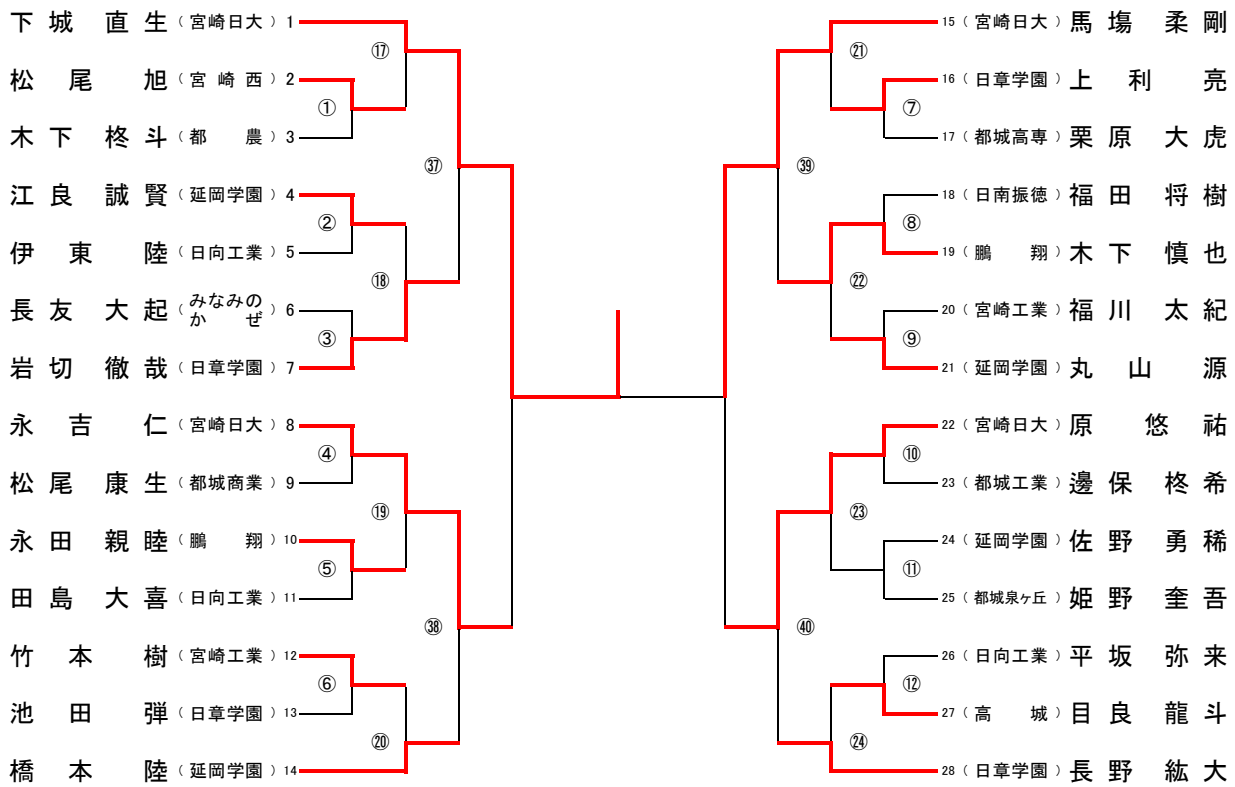 下城 直生（宮崎日大）1
⑰
松尾 旭（宮崎西）2
①
木下 柊斗（都農）3
㊲
江良 誠賢（延岡学園）4
②
伊東 陸（日向工業）5
⑱
長友 大起（みなみのかぜ）6
③
岩切 徹哉（日章学園）7
永吉 仁（宮崎日大）8
④
松尾 康生（都城商業）9
⑲
永田 親睦（鵬翔）10
⑤
田島 大喜（日向工業）11
㊳
竹本 樹（宮崎工業）12
⑥
池田 弾（日章学園）13
⑳
橋本 陸（延岡学園）14
15（宮崎日大）馬場 柔剛
㉑
16（日章学園）上利 亮
⑦
17（都城高専）栗原 大虎
㊴
18（日南振徳）福田 将樹
⑧
19（鵬翔）木下 慎也
㉒
20（宮崎工業）福川 太紀
⑨
21（延岡学園）丸山 源
22（宮崎日大）原 悠祐
⑩
23（都城工業）邊保 柊希
㉓
24（延岡学園）佐野 勇稀
⑪
25（都城泉ヶ丘）姫野 奎吾
㊵
26（日向工業）平坂 弥来
⑫
27（高城）目良 龍斗
㉔
28（日章学園）長野 紘大